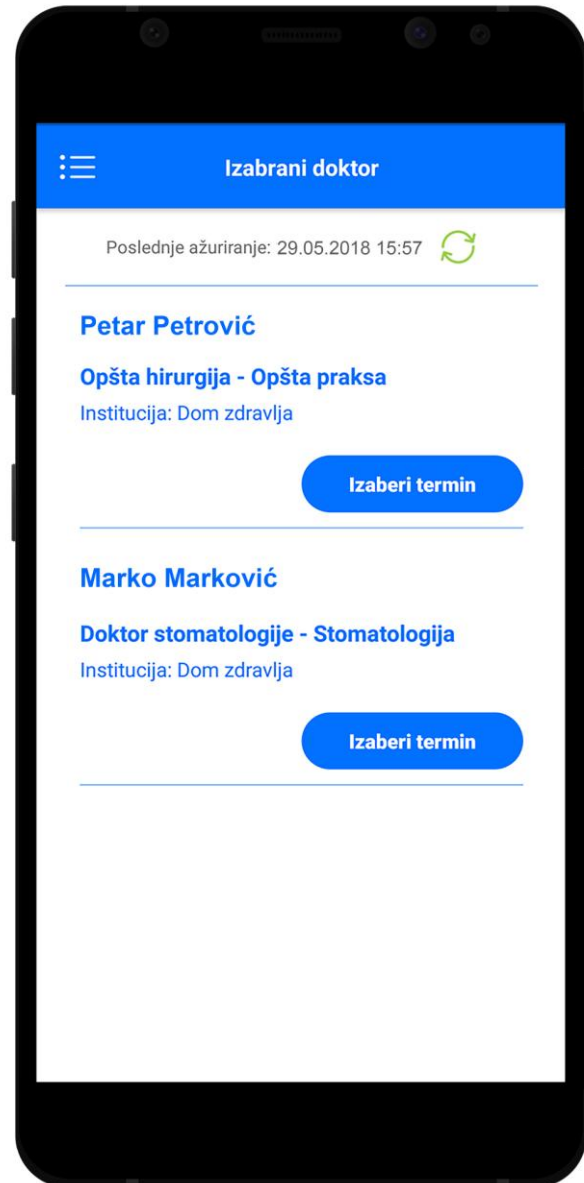 Izabrani doktor
Poslednje ažuriranje: 29.05.2018 15:57
Petar Petrović
Opšta hirurgija - Opšta praksa
Institucija: Dom zdravlja
Izaberi termin
Marko Marković
Doktor stomatologije - Stomatologija
Institucija: Dom zdravlja
Izaberi termin